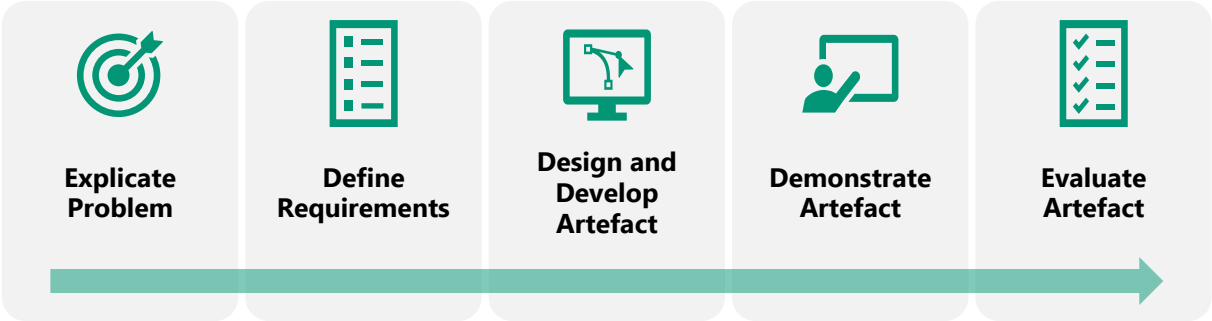 Explicate
Problem
Define
Requirements
Design and
Develop
Artefact
Demonstrate
Artefact
Evaluate
Artefact